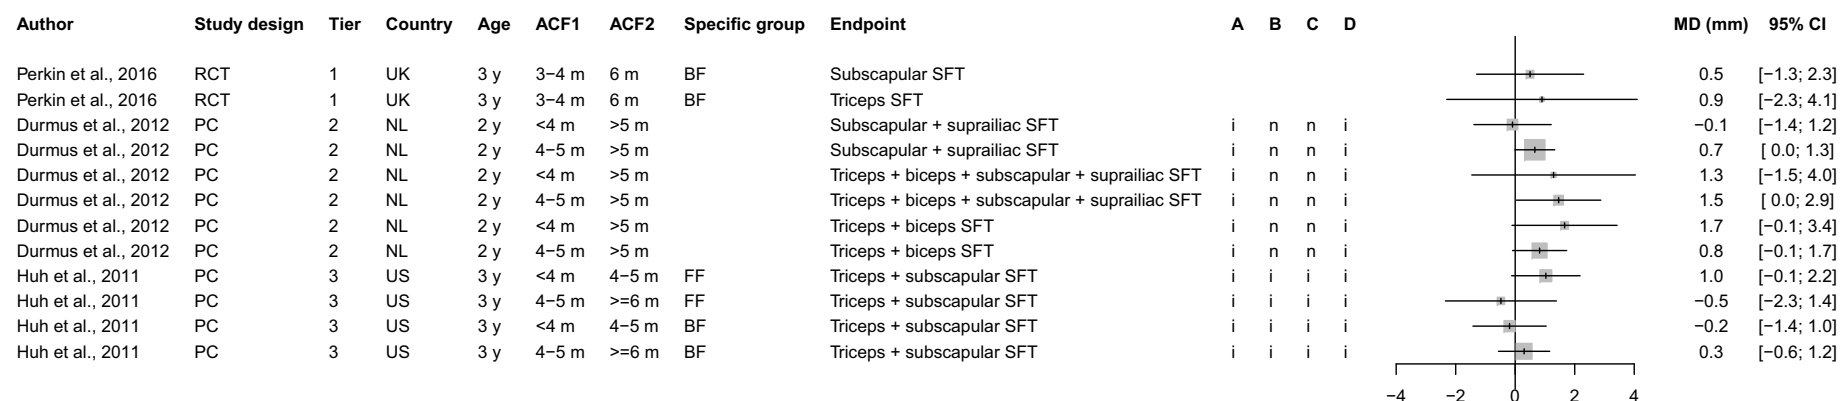 Author Study design Tier Country Age ACF1 ACF2 Specific group Endpoint A B C D MD (mm) 95% CI
Perkin et al., 2016 RCT 1 UK 3 y 3−4 m 6 m BF Subscapular SFT 0.5 [−1.3; 2.3]
Perkin et al., 2016 RCT 1 UK 3 y 3−4 m 6 m BF Triceps SFT 0.9 [−2.3; 4.1]
Durmus et al., 2012 PC 2 NL 2 y <4 m >5 m Subscapular + suprailiac SFT i n n i −0.1 [−1.4; 1.2]
Durmus et al., 2012 PC 2 NL 2 y 4−5 m >5 m Subscapular + suprailiac SFT i n n i 0.7 [ 0.0; 1.3]
Durmus et al., 2012 PC 2 NL 2 y <4 m >5 m Triceps + biceps + subscapular + suprailiac SFT i n n i 1.3 [−1.5; 4.0]
Durmus et al., 2012 PC 2 NL 2 y 4−5 m >5 m Triceps + biceps + subscapular + suprailiac SFT i n n i 1.5 [ 0.0; 2.9]
Durmus et al., 2012 PC 2 NL 2 y <4 m >5 m Triceps + biceps SFT i n n i 1.7 [−0.1; 3.4]
Durmus et al., 2012 PC 2 NL 2 y 4−5 m >5 m Triceps + biceps SFT i n n i 0.8 [−0.1; 1.7]
Huh et al., 2011 PC 3 US 3 y <4 m 4−5 m FF Triceps + subscapular SFT i i i i 1.0 [−0.1; 2.2]
Huh et al., 2011 PC 3 US 3 y 4−5 m >=6 m FF Triceps + subscapular SFT i i i i −0.5 [−2.3; 1.4]
Huh et al., 2011 PC 3 US 3 y <4 m 4−5 m BF Triceps + subscapular SFT i i i i −0.2 [−1.4; 1.0]
Huh et al., 2011 PC 3 US 3 y 4−5 m >=6 m BF Triceps + subscapular SFT i i i i 0.3 [−0.6; 1.2]
−4 −2 0 2 4